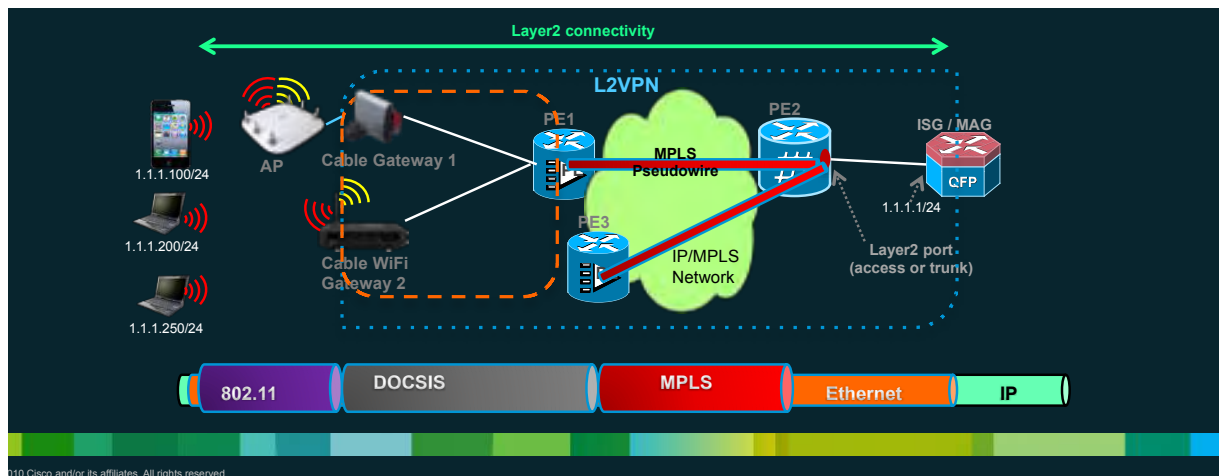 Layer2 connectivity
L2VPN
PE1
PE2
ISG / MAG
AP
Cable Gateway 1
MPLS
Pseudowire
QFP
1.1.1.100/24
1.1.1.1/24
PE3
1.1.1.200/24
Layer2 port
(access or trunk)
IP/MPLS
Network
Cable WiFi
Gateway 2
1.1.1.250/24
802.11
DOCSIS
MPLS
Ethernet
IP
010 Cisco and/or its affiliates. All rights reserved